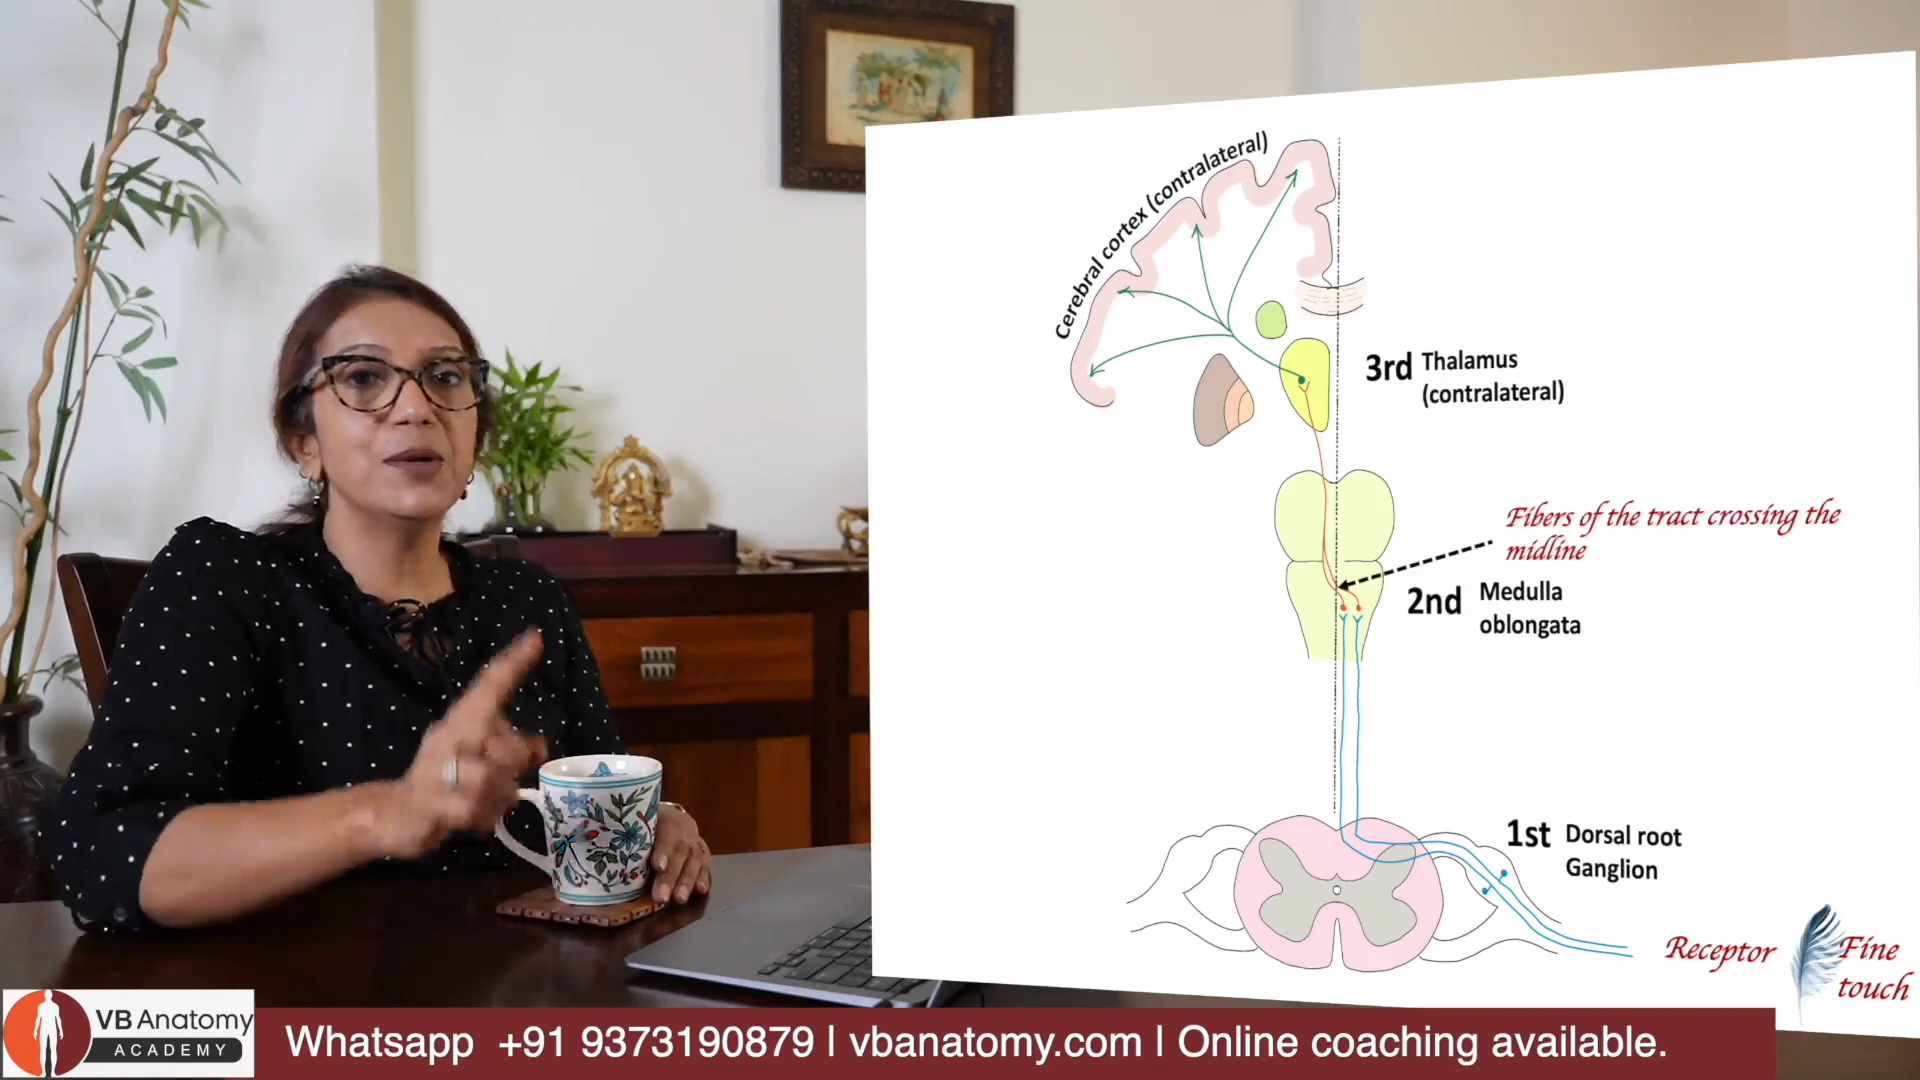 Cerebral cortex (contralateral)
3rd Thalamus
(contralateral)
Fibers of the tract crossing the
midline
2nd Medulla
oblongata
1st Dorsal root
Ganglion
Receptor Fine
touch
VB Anatomy
ACADEMY
Whatsapp +91 9373190879 | vbanatomy.com | Online coaching available.